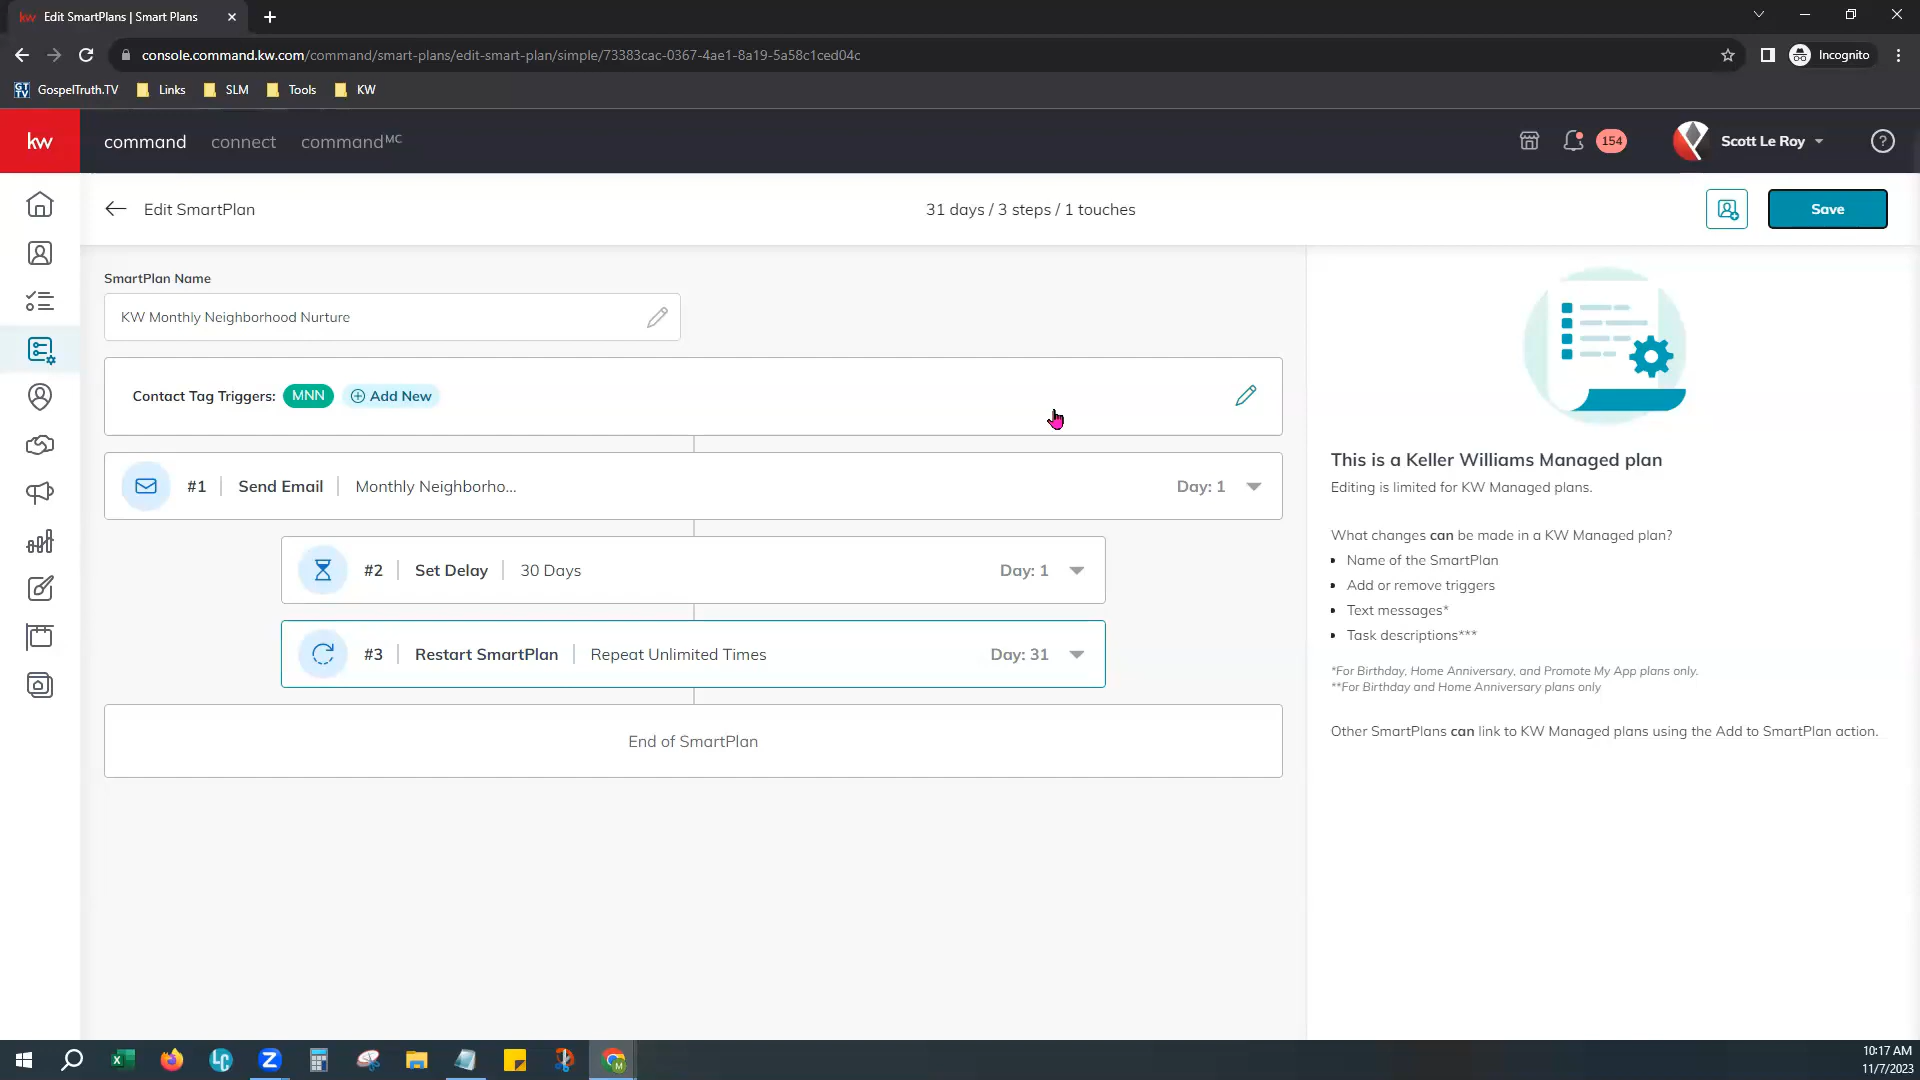 kw Edit SmartPlans | Smart Plans
console.command.kw.com/command/smart-plans/edit-smart-plan/simple/73383cac-0367-4ae1-8a19-5a58c1ced04c
Incognito
GT TV GospelTruth.TV Links SLM Tools KW
kw command connect command MC 154 Scott Le Roy ?
Edit SmartPlan 31 days / 3 steps / 1 touches Save
SmartPlan Name
KW Monthly Neighborhood Nurture
Contact Tag Triggers: MNN Add New
#1 Send Email Monthly Neighborho... Day: 1
#2 Set Delay 30 Days Day: 1
#3 Restart SmartPlan Repeat Unlimited Times Day: 31
End of SmartPlan
This is a Keller Williams Managed plan
Editing is limited for KW Managed plans.
What changes can be made in a KW Managed plan?
• Name of the SmartPlan
• Add or remove triggers
• Text messages*
• Task descriptions***
*For Birthday, Home Anniversary, and Promote My App plans only.
**For Birthday and Home Anniversary plans only
Other SmartPlans can link to KW Managed plans using the Add to SmartPlan action.
LC Z M
10:17 AM
11/7/2023